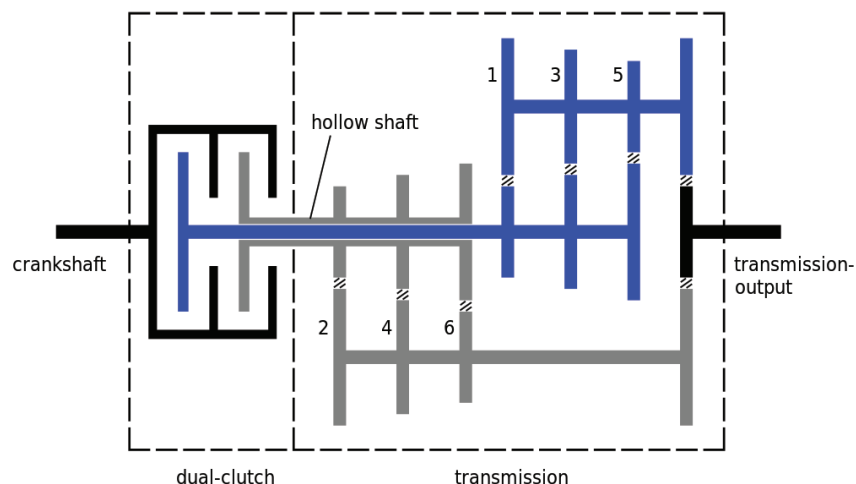 1
3
5
hollow shaft
crankshaft
transmission-
output
2
4
6
dual-clutch
transmission